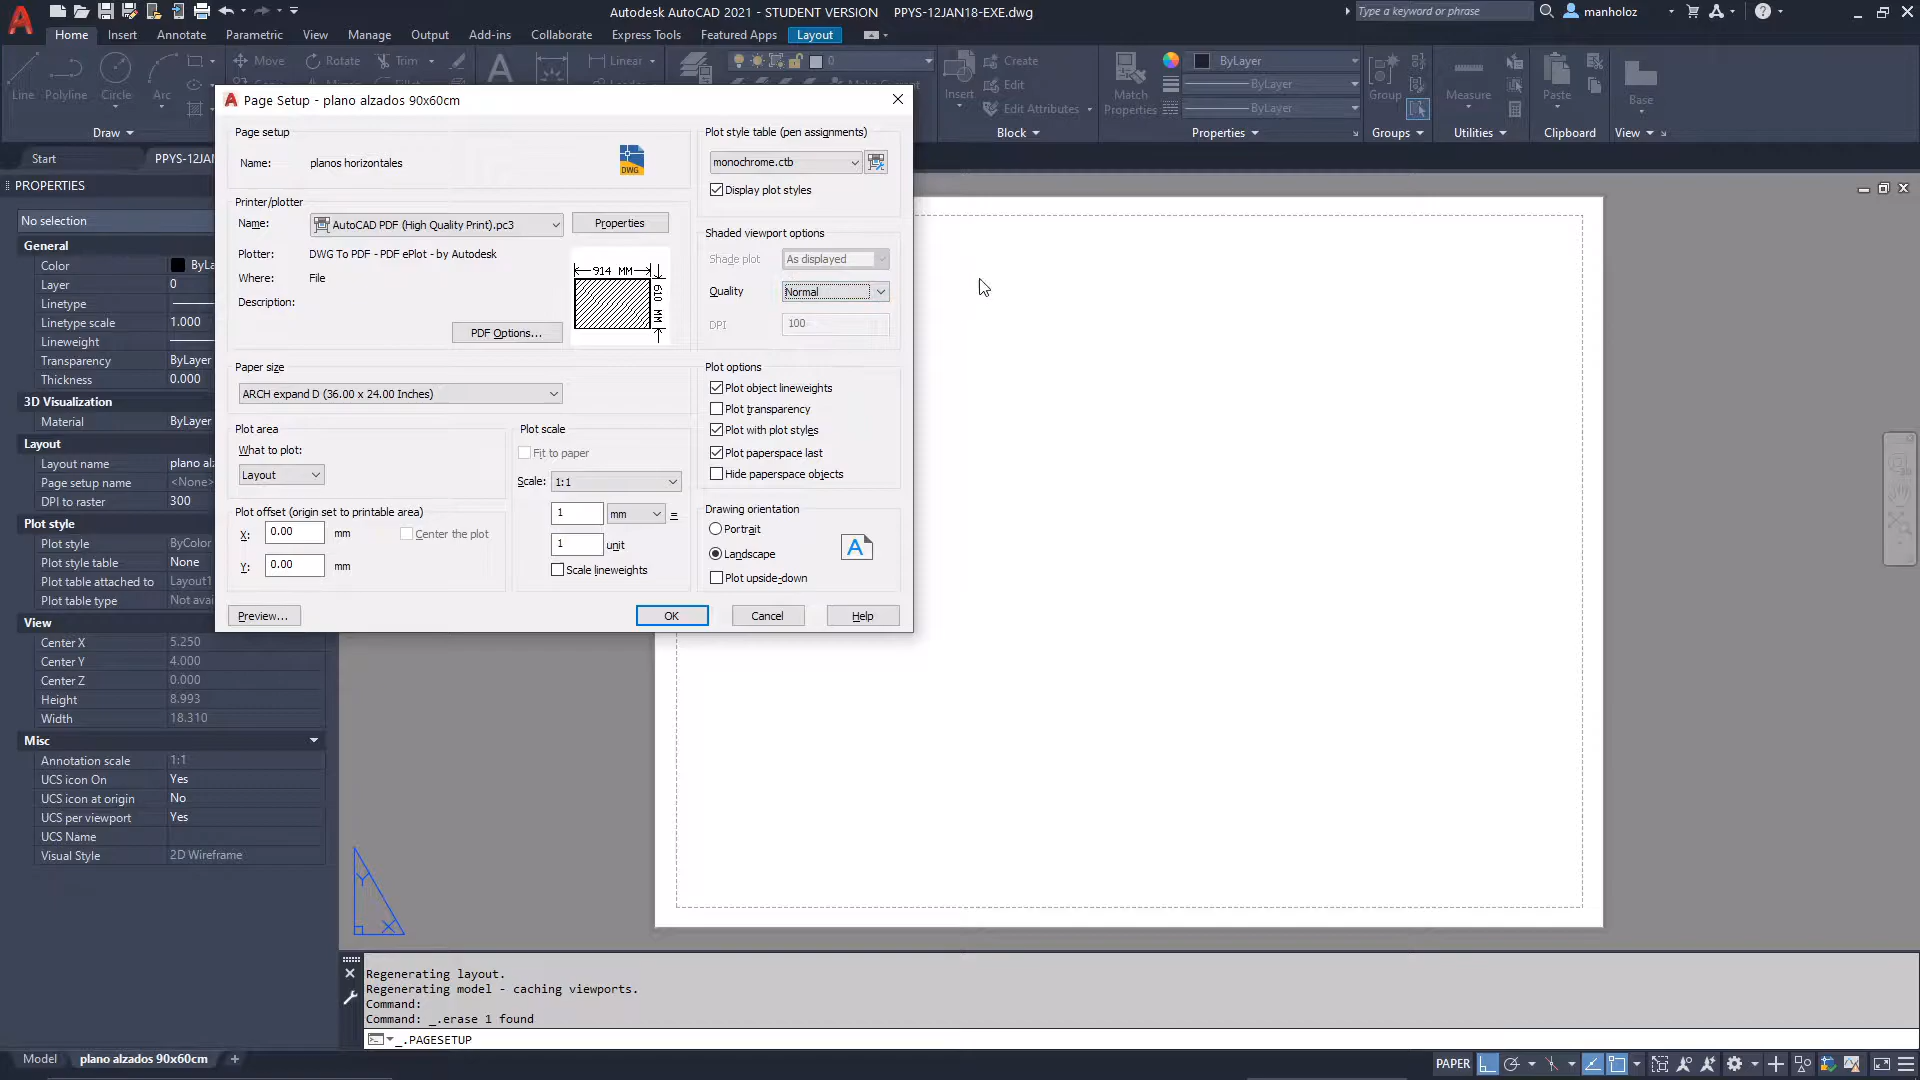 Autodesk AutoCAD 2021 - STUDENT VERSION PPYS-12JAN18-EXE.dwg
Type a keyword or phrase
manholoz
Home Insert Annotate Parametric View Manage Output Add-ins Collaborate Express Tools Featured Apps Layout
Line Polyline Circle Arc
Move Rotate Trim
Linear
0
Insert
Create
Edit
Edit Attributes
Match Properties
ByLayer
ByLayer
ByLayer
Group
Measure
Paste
Base
Draw Block Properties Groups Utilities Clipboard View
Start
PPYS-12JA
PROPERTIES
No selection
General
Color ByLa
Layer 0
Linetype
Linetype scale 1.000
Lineweight
Transparency ByLayer
Thickness 0.000
3D Visualization
Material ByLayer
Layout
Layout name plano al
Page setup name <None>
DPI to raster 300
Plot style
Plot style ByColor
Plot style table None
Plot table attached to Layout1
Plot table type Not avai
View
Center X 5.250
Center Y 4.000
Center Z 0.000
Height 8.993
Width 18.310
Misc
Annotation scale 1:1
UCS icon On Yes
UCS icon at origin No
UCS per viewport Yes
UCS Name
Visual Style 2D Wireframe
Page Setup - plano alzados 90x60cm
Page setup
Name: planos horizontales
DWG
Printer/plotter
Name: AutoCAD PDF (High Quality Print).pc3 Properties
Plotter: DWG To PDF - PDF ePlot - by Autodesk
Where: File
Description:
914 MM
610 MM
PDF Options...
Paper size
ARCH expand D (36.00 x 24.00 Inches)
Plot area
What to plot:
Layout
Plot offset (origin set to printable area)
X: 0.00 mm Center the plot
Y: 0.00 mm
Plot scale
Fit to paper
Scale: 1:1
1 mm =
1 unit
Scale lineweights
Plot style table (pen assignments)
monochrome.ctb
Display plot styles
Shaded viewport options
Shade plot As displayed
Quality Normal
DPI 100
Plot options
Plot object lineweights
Plot transparency
Plot with plot styles
Plot paperspace last
Hide paperspace objects
Drawing orientation
Portrait
Landscape
A
Plot upside-down
Preview... OK Cancel Help
Y
X
Regenerating layout.
Regenerating model - caching viewports.
Command:
Command: _.erase 1 found
_.PAGESETUP
Model plano alzados 90x60cm +
PAPER